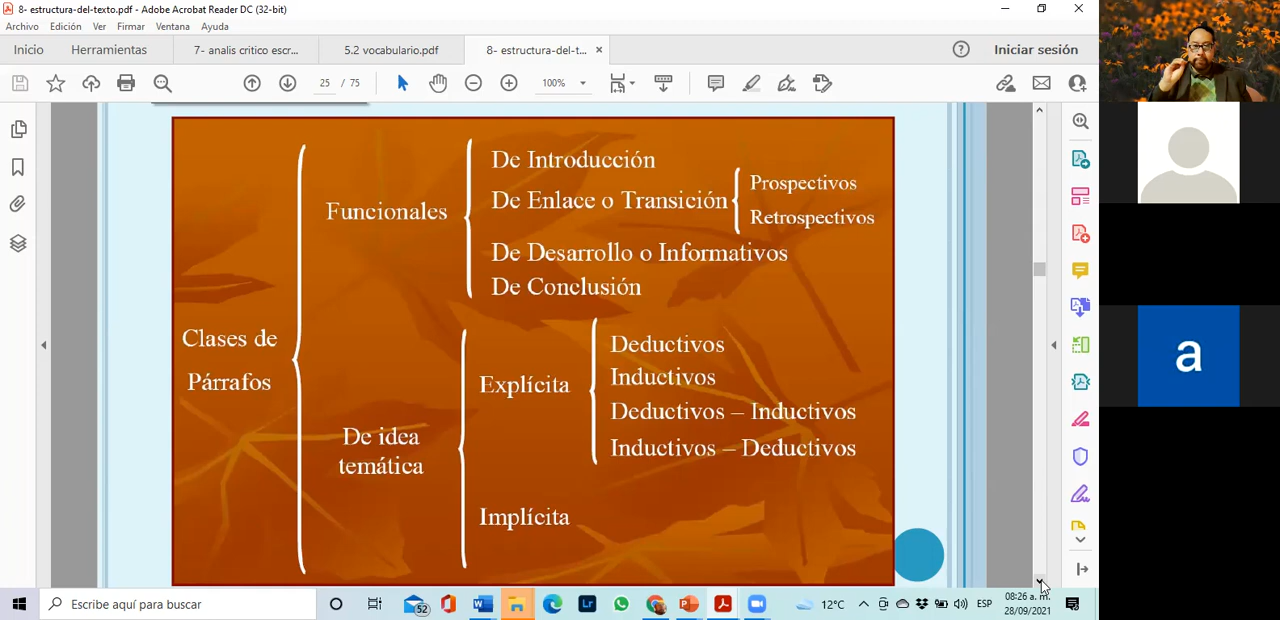 8- estructura-del-texto.pdf - Adobe Acrobat Reader DC (32-bit)
Archivo Edición Ver Firmar Ventana Ayuda
Inicio Herramientas 7- analis critico escr... 5.2 vocabulario.pdf 8- estructura-del-t... × Iniciar sesión
25 / 75 100%
De Introducción
Prospectivos
De Enlace o Transición
Funcionales
Retrospectivos
De Desarrollo o Informativos
De Conclusión
Clases de
Párrafos
Deductivos
Inductivos
Explícita
Deductivos – Inductivos
De idea
temática
Inductivos – Deductivos
Implícita
a
Escribe aquí para buscar
52
12°C
ESP
08:26 a. m.
28/09/2021